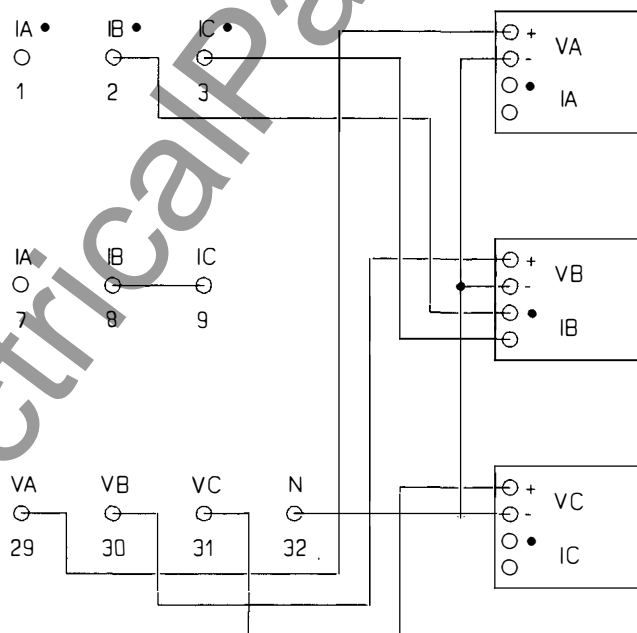 IA • IB • IC •
1 2 3
+ VA
-
• IA
IA IB IC
7 8 9
+ VB
-
• IB
VA VB VC N
29 30 31 32
+ VC
-
• IC
ctricalPa